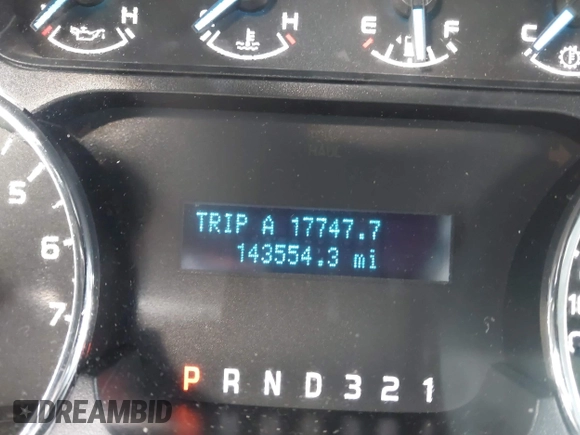 H H E F C
5
6
7
TRIP A 17747.7
143554.3 mi
P R N D 3 2 1
DREAMBID